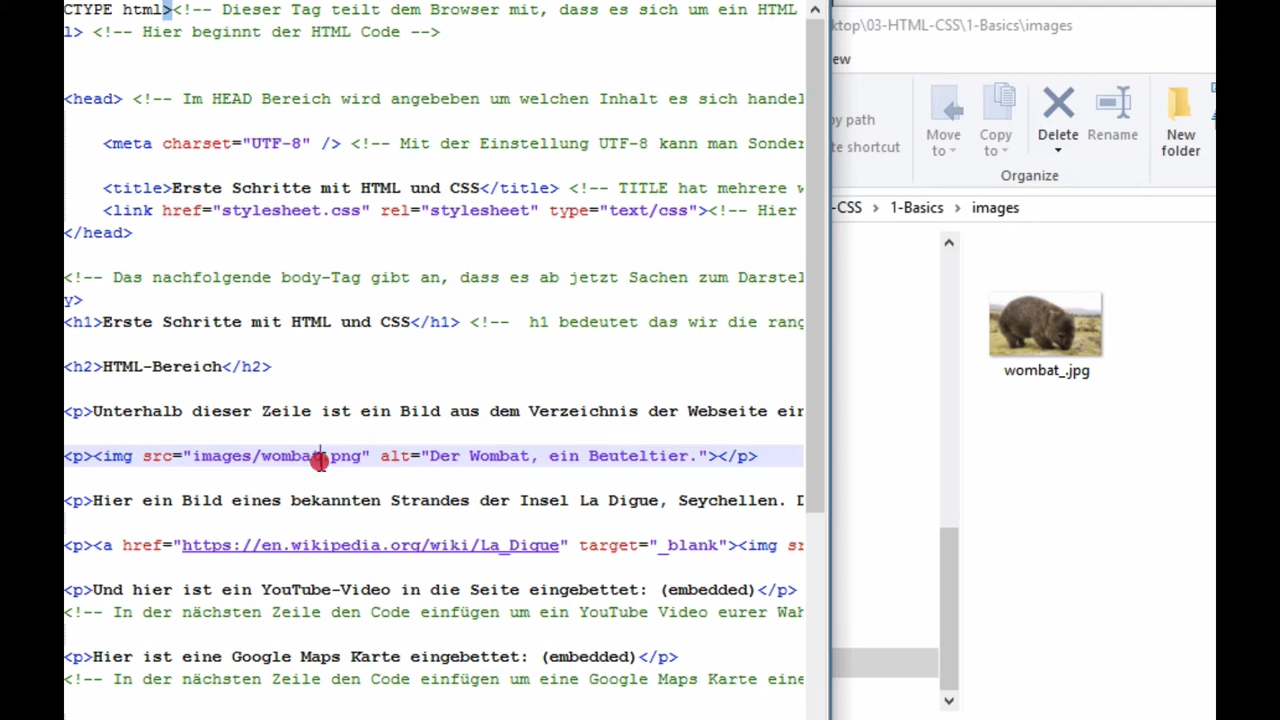 CTYPE html><!-- Dieser Tag teilt dem Browser mit, dass es sich um ein HTML
l> <!-- Hier beginnt der HTML Code -->
<head> <!-- Im HEAD Bereich wird angebeben um welchen Inhalt es sich handel
<meta charset="UTF-8" /> <!-- Mit der Einstellung UTF-8 kann man Sonder
<title>Erste Schritte mit HTML und CSS</title> <!-- TITLE hat mehrere w
<link href="stylesheet.css" rel="stylesheet" type="text/css"><!-- Hier
</head>
<!-- Das nachfolgende body-Tag gibt an, dass es ab jetzt Sachen zum Darstel
y>
<h1>Erste Schritte mit HTML und CSS</h1> <!--  h1 bedeutet das wir die rang
<h2>HTML-Bereich</h2>
<p>Unterhalb dieser Zeile ist ein Bild aus dem Verzeichnis der Webseite ein
<p><img src="images/wombat.png" alt="Der Wombat, ein Beuteltier."></p>
<p>Hier ein Bild eines bekannten Strandes der Insel La Digue, Seychellen. D
<p><a href="https://en.wikipedia.org/wiki/La_Digue" target="_blank"><img sr
<p>Und hier ist ein YouTube-Video in die Seite eingebettet: (embedded)</p>
<!-- In der nächsten Zeile den Code einfügen um ein YouTube Video eurer Wah
<p>Hier ist eine Google Maps Karte eingebettet: (embedded)</p>
<!-- In der nächsten Zeile den Code einfügen um eine Google Maps Karte eine
ktop\03-HTML-CSS\1-Basics\images
ew
y path
te shortcut
Move to
Copy to
Delete
Rename
New folder
Organize
-CSS > 1-Basics > images
wombat_.jpg